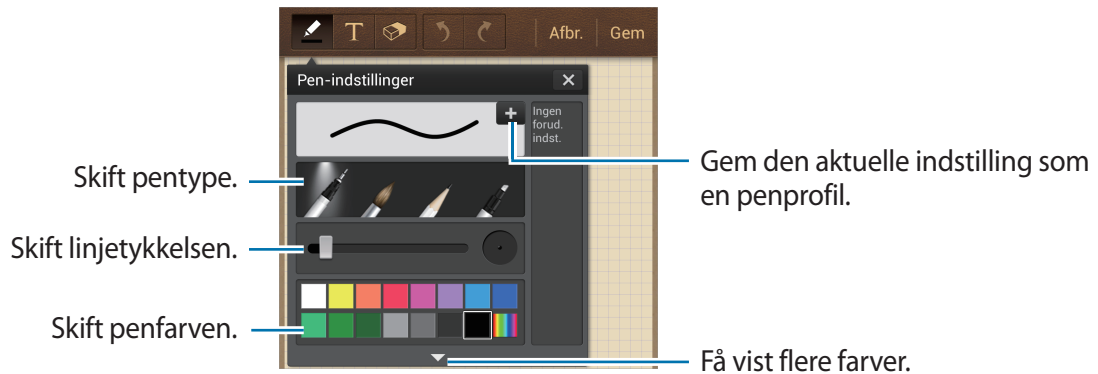 T
Afbr.
Gem
Pen-indstillinger
Ingen
forud.
indst.
Skift pentype.
Gem den aktuelle indstilling som
en penprofil.
Skift linjetykkelsen.
Skift penfarven.
Få vist flere farver.